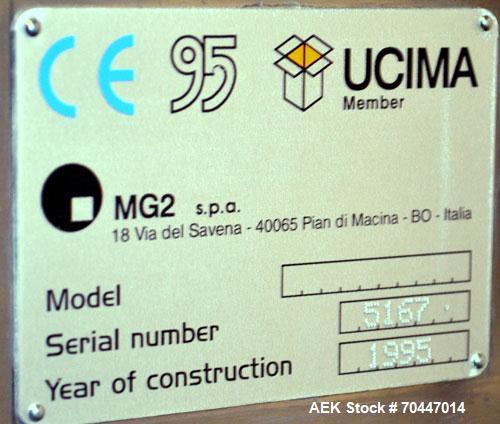 CE 95 UCIMA
Member
MG2 s.p.a.
18 Via del Savena - 40065 Pian di Macina - BO - Italia
Model
Serial number 5167
Year of construction 1995
AEK Stock # 70447014